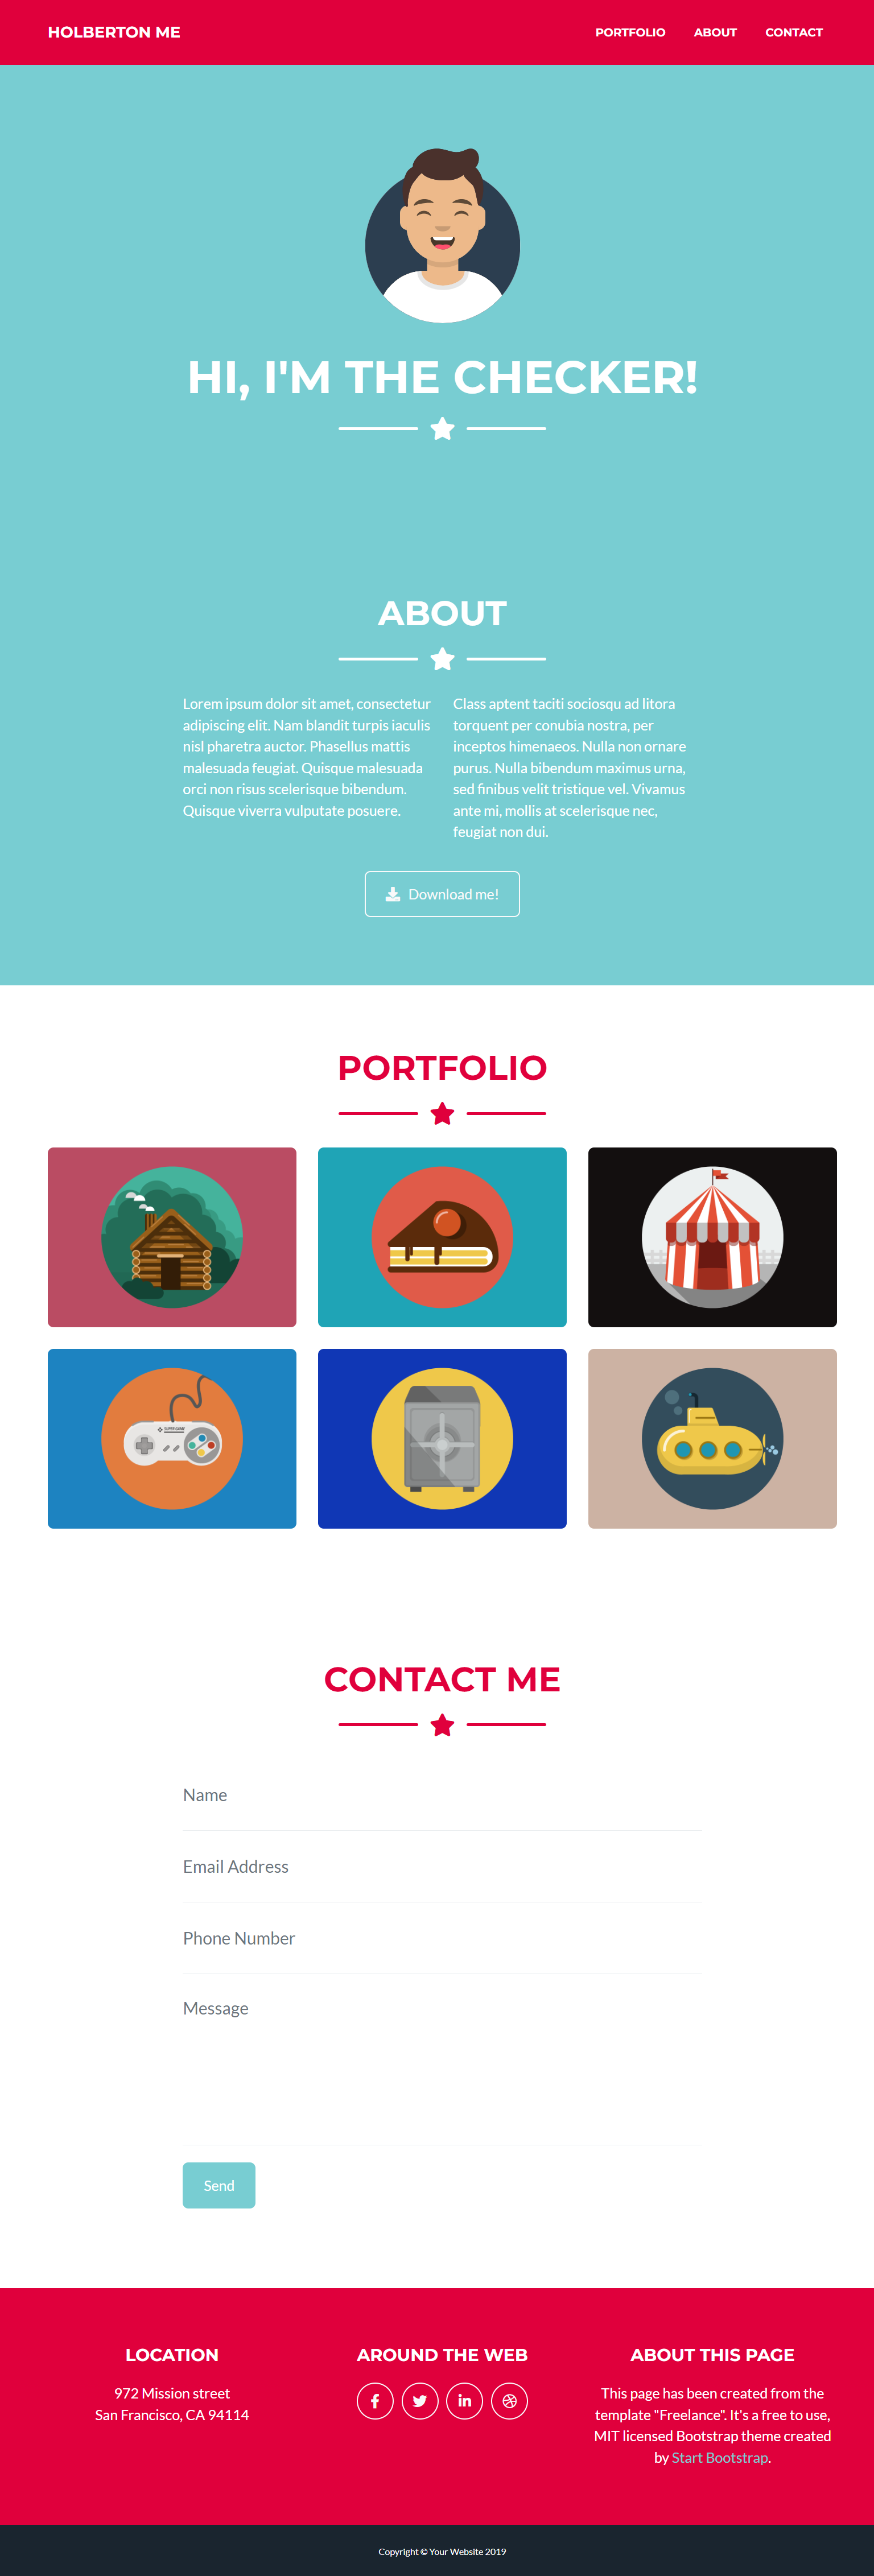 HOLBERTON ME
PORTFOLIO ABOUT CONTACT
HI, I'M THE CHECKER!
ABOUT
Lorem ipsum dolor sit amet, consectetur
adipiscing elit. Nam blandit turpis iaculis
nisl pharetra auctor. Phasellus mattis
malesuada feugiat. Quisque malesuada
orci non risus scelerisque bibendum.
Quisque viverra vulputate posuere.
Class aptent taciti sociosqu ad litora
torquent per conubia nostra, per
inceptos himenaeos. Nulla non ornare
purus. Nulla bibendum maximus urna,
sed finibus velit tristique vel. Vivamus
ante mi, mollis at scelerisque nec,
feugiat non dui.
Download me!
PORTFOLIO
SUPER GAME
CONTACT ME
Name
Email Address
Phone Number
Message
Send
LOCATION
972 Mission street
San Francisco, CA 94114
AROUND THE WEB
ABOUT THIS PAGE
This page has been created from the
template "Freelance". It's a free to use,
MIT licensed Bootstrap theme created
by Start Bootstrap.
Copyright © Your Website 2019